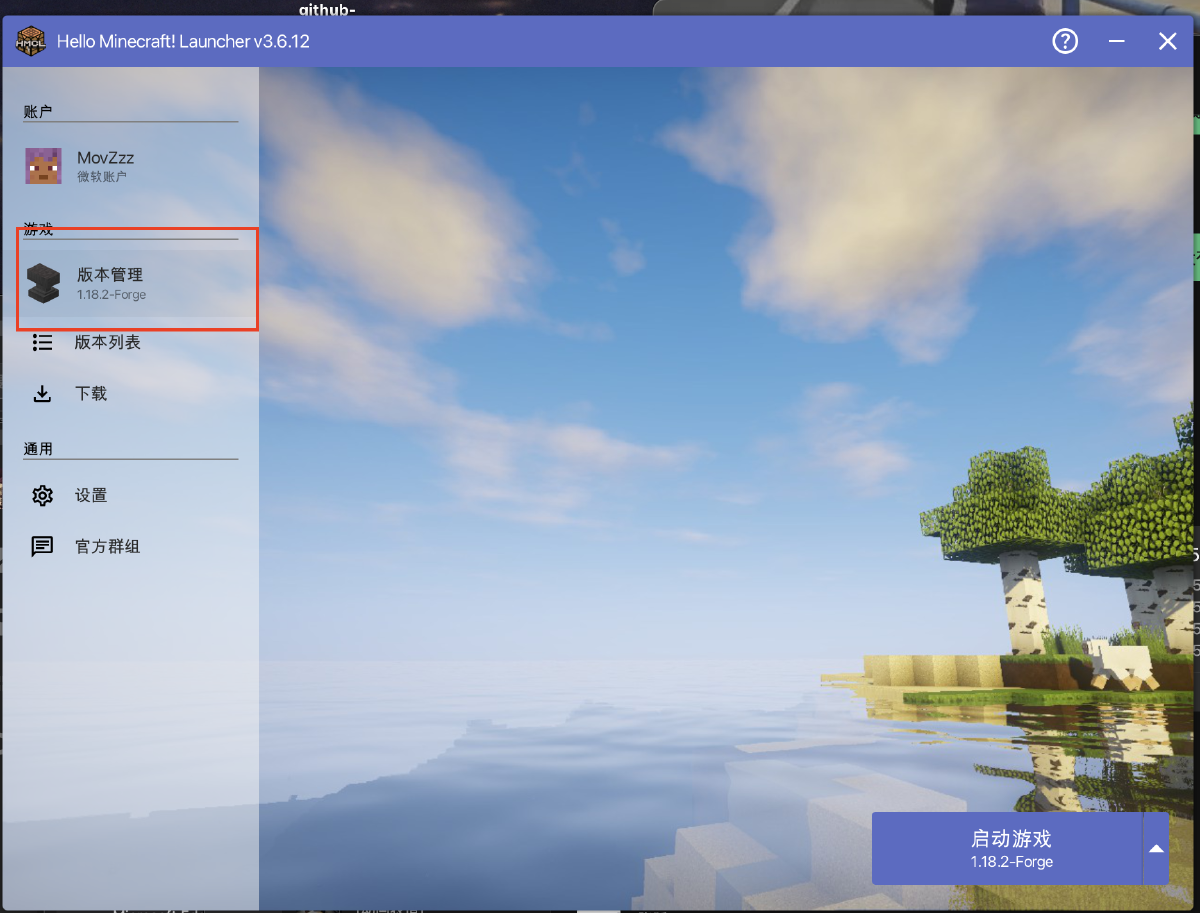 github-
HMCL
Hello Minecraft! Launcher v3.6.12
账户
MovZzz
微软账户
游戏
版本管理
1.18.2-Forge
版本列表
下载
通用
设置
官方群组
启动游戏
1.18.2-Forge